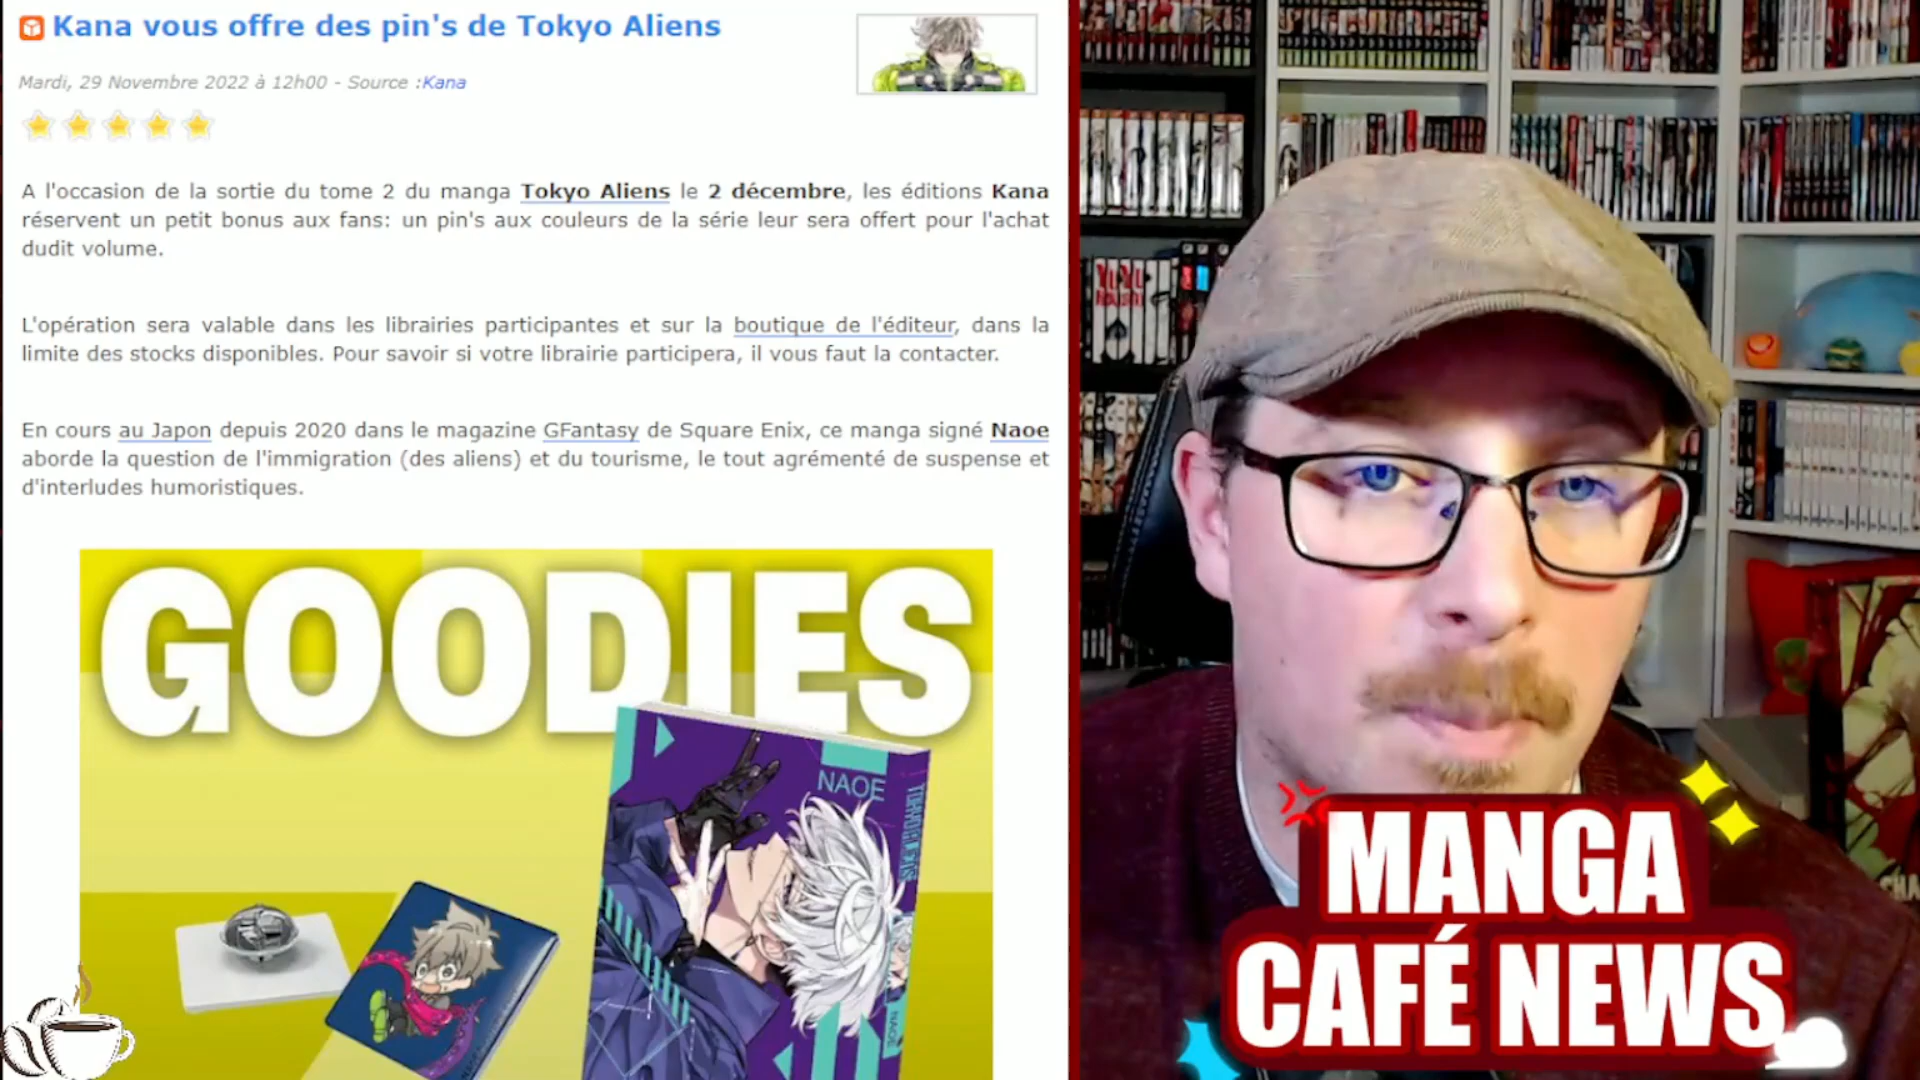 Kana vous offre des pin's de Tokyo Aliens
Mardi, 29 Novembre 2022 à 12h00 - Source :Kana
A l'occasion de la sortie du tome 2 du manga Tokyo Aliens le 2 décembre, les éditions Kana
réservent un petit bonus aux fans: un pin's aux couleurs de la série leur sera offert pour l'achat
dudit volume.
L'opération sera valable dans les librairies participantes et sur la boutique de l'éditeur, dans la
limite des stocks disponibles. Pour savoir si votre librairie participera, il vous faut la contacter.
En cours au Japon depuis 2020 dans le magazine GFantasy de Square Enix, ce manga signé Naoe
aborde la question de l'immigration (des aliens) et du tourisme, le tout agrémenté de suspense et
d'interludes humoristiques.
GOODIES
NAOE
TOKYO ALIENS
NAOE
MANGA
CAFÉ NEWS